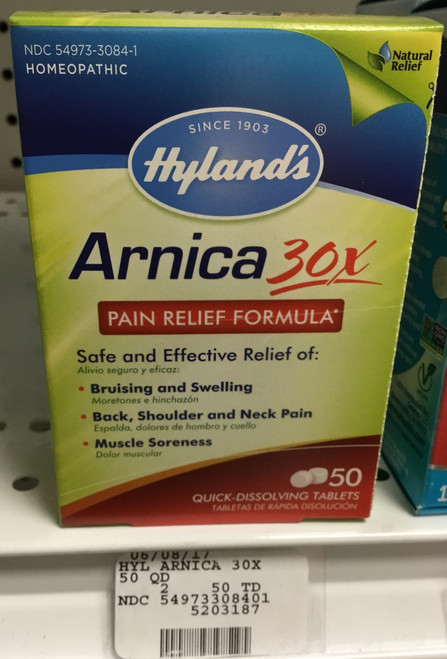 NDC 54973-3084-1
HOMEOPATHIC
Natural
Relief
SINCE 1903
Hyland's®
Arnica 30x
PAIN RELIEF FORMULA*
Safe and Effective Relief of:
Alivio seguro y eficaz:
• Bruising and Swelling
Moretones e hinchazón
• Back, Shoulder and Neck Pain
Espalda, dolores de hombro y cuello
• Muscle Soreness
Dolor muscular
50
QUICK-DISSOLVING TABLETS
TABLETAS DE RÁPIDA DISOLUCIÓN
06/08/17
HYL ARNICA 30X
50 QD
2 50 TD
NDC 54973308401
5203187